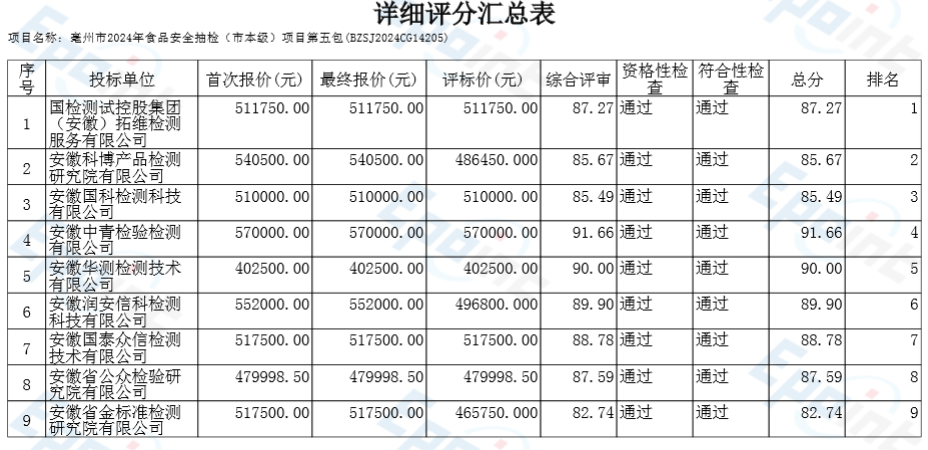 详细评分汇总表
项目名称：亳州市2024年食品安全抽检（市本级）项目第五包(BZSJ2024CG14205)
序号 投标单位 首次报价(元) 最终报价(元) 评标价(元) 综合评审 资格性检查 符合性检查 总分 排名
1 国检测试控股集团（安徽）拓维检测服务有限公司 511750.00 511750.00 511750.00 87.27 通过 通过 87.27 1
2 安徽科博产品检测研究院有限公司 540500.00 540500.00 486450.000 85.67 通过 通过 85.67 2
3 安徽国科检测科技有限公司 510000.00 510000.00 510000.00 85.49 通过 通过 85.49 3
4 安徽中青检验检测有限公司 570000.00 570000.00 570000.00 91.66 通过 通过 91.66 4
5 安徽华测检测技术有限公司 402500.00 402500.00 402500.00 90.00 通过 通过 90.00 5
6 安徽润安信科检测科技有限公司 552000.00 552000.00 496800.000 89.90 通过 通过 89.90 6
7 安徽国泰众信检测技术有限公司 517500.00 517500.00 517500.00 88.78 通过 通过 88.78 7
8 安徽省公众检验研究院有限公司 479998.50 479998.50 479998.50 87.59 通过 通过 87.59 8
9 安徽省金标准检测研究院有限公司 517500.00 517500.00 465750.000 82.74 通过 通过 82.74 9